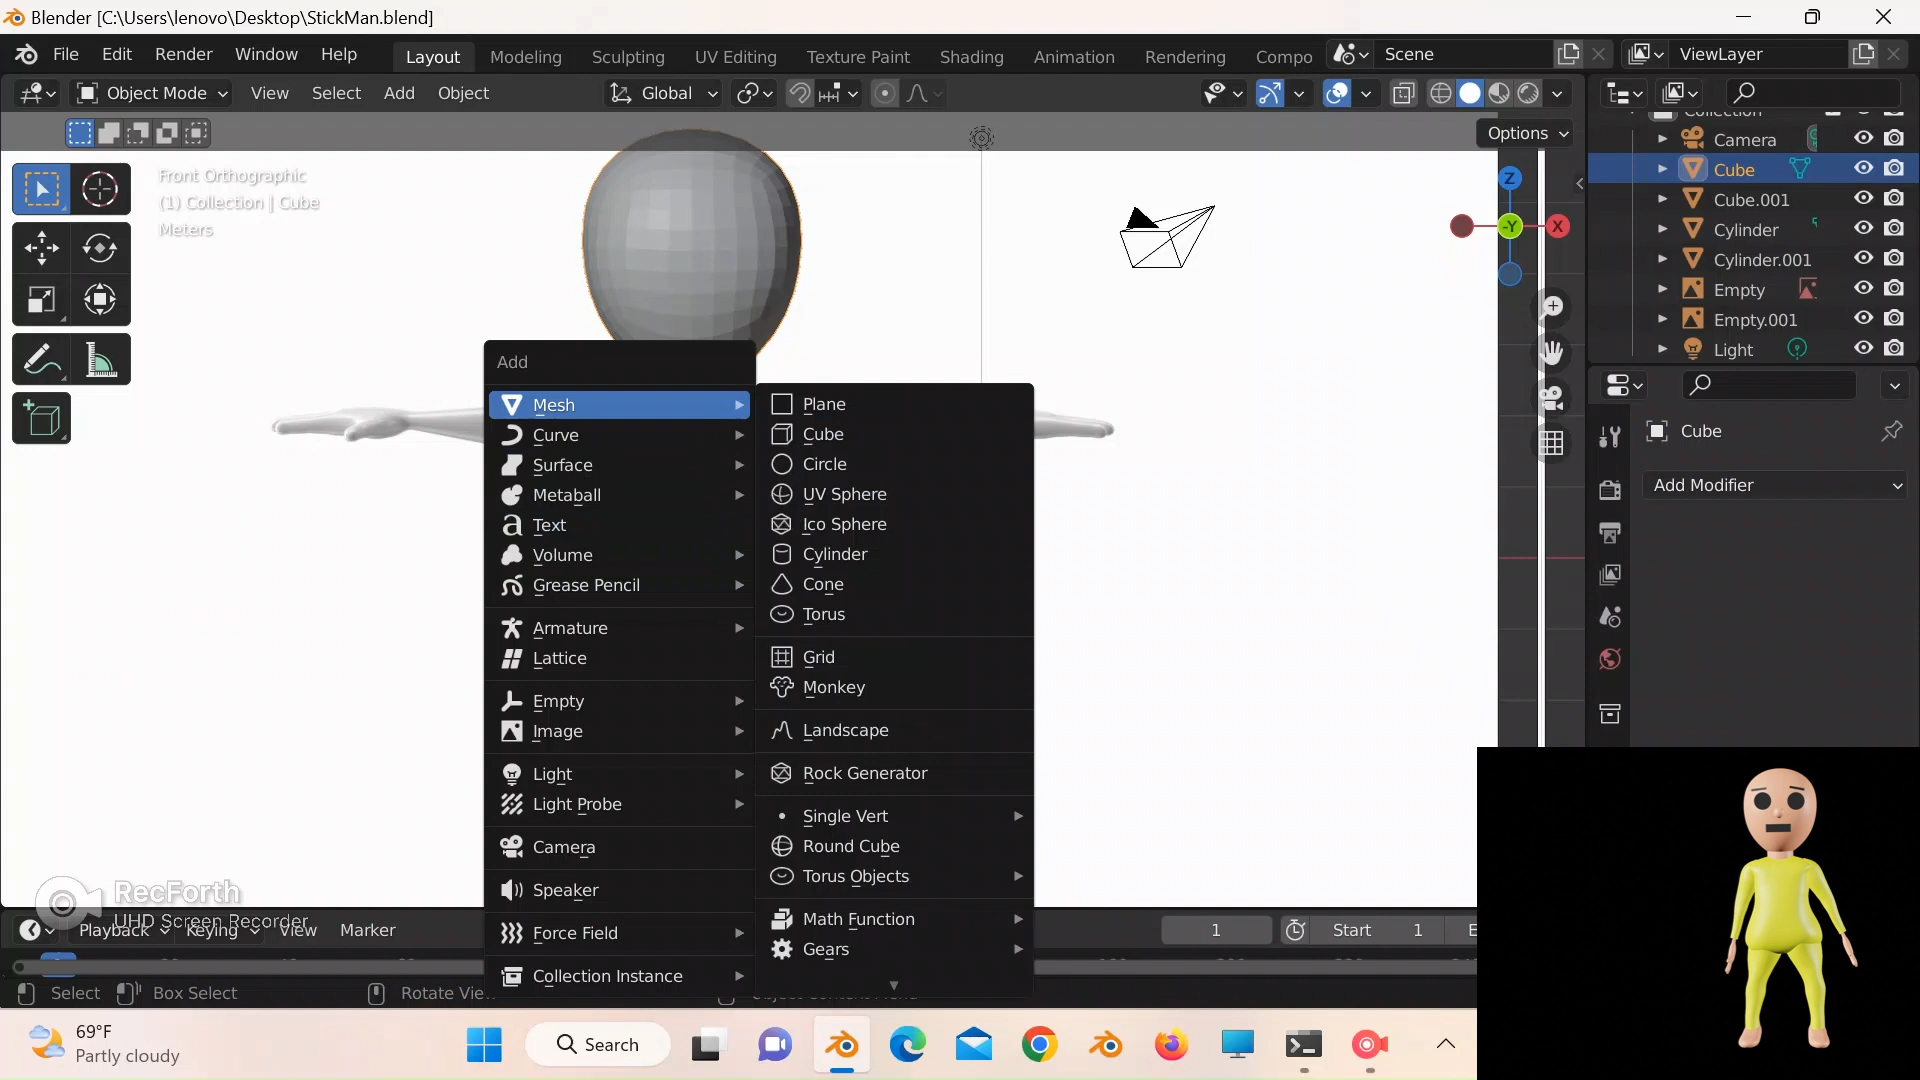 Blender [C:\Users\lenovo\Desktop\StickMan.blend]
File Edit Render Window Help Layout Modeling Sculpting UV Editing Texture Paint Shading Animation Rendering Compo Scene ViewLayer
Object Mode View Select Add Object Global
Options
Front Orthographic
(1) Collection | Cube
Meters
Z
-Y
X
Collection
Camera
Cube
Cube.001
Cylinder
Cylinder.001
Empty
Empty.001
Light
Cube
Add Modifier
Add
Mesh
Curve
Surface
Metaball
Text
Volume
Grease Pencil
Armature
Lattice
Empty
Image
Light
Light Probe
Camera
Speaker
Force Field
Collection Instance
Plane
Cube
Circle
UV Sphere
Ico Sphere
Cylinder
Cone
Torus
Grid
Monkey
Landscape
Rock Generator
Single Vert
Round Cube
Torus Objects
Math Function
Gears
RecForth
UHD Screen Recorder
Playback Keying View Marker 1 Start 1
Select Box Select Rotate View
69°F
Partly cloudy
Search